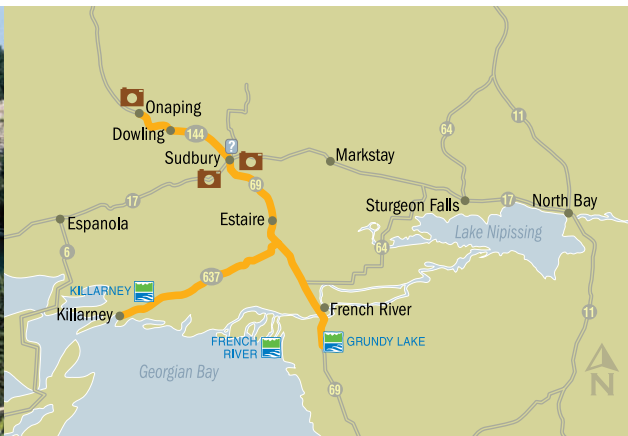 Onaping
Dowling
144
?
Sudbury
Markstay
64
11
69
17
Espanola
Estaire
Sturgeon Falls
17
North Bay
Lake Nipissing
6
64
637
KILLARNEY
Killarney
French River
11
FRENCH
RIVER
GRUNDY LAKE
Georgian Bay
69
N